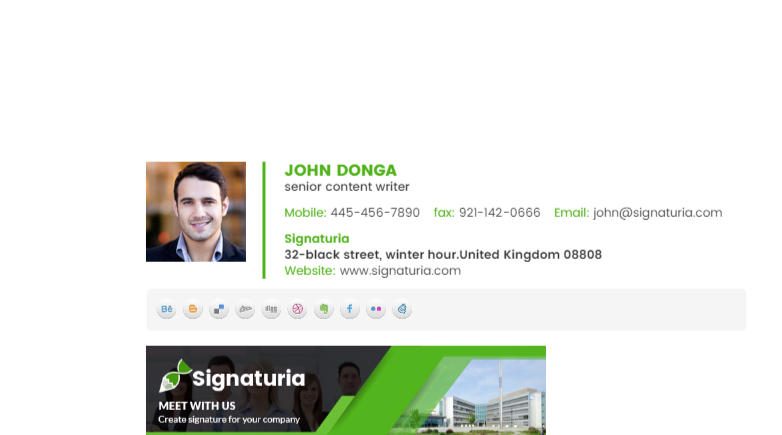 JOHN DONGA
senior content writer
Mobile: 445-456-7890 fax: 921-142-0666 Email: john@signaturia.com
Signaturia
32-black street, winter hour.United Kingdom 08808
Website: www.signaturia.com
Bē digg f
Signaturia
MEET WITH US
Create signature for your company